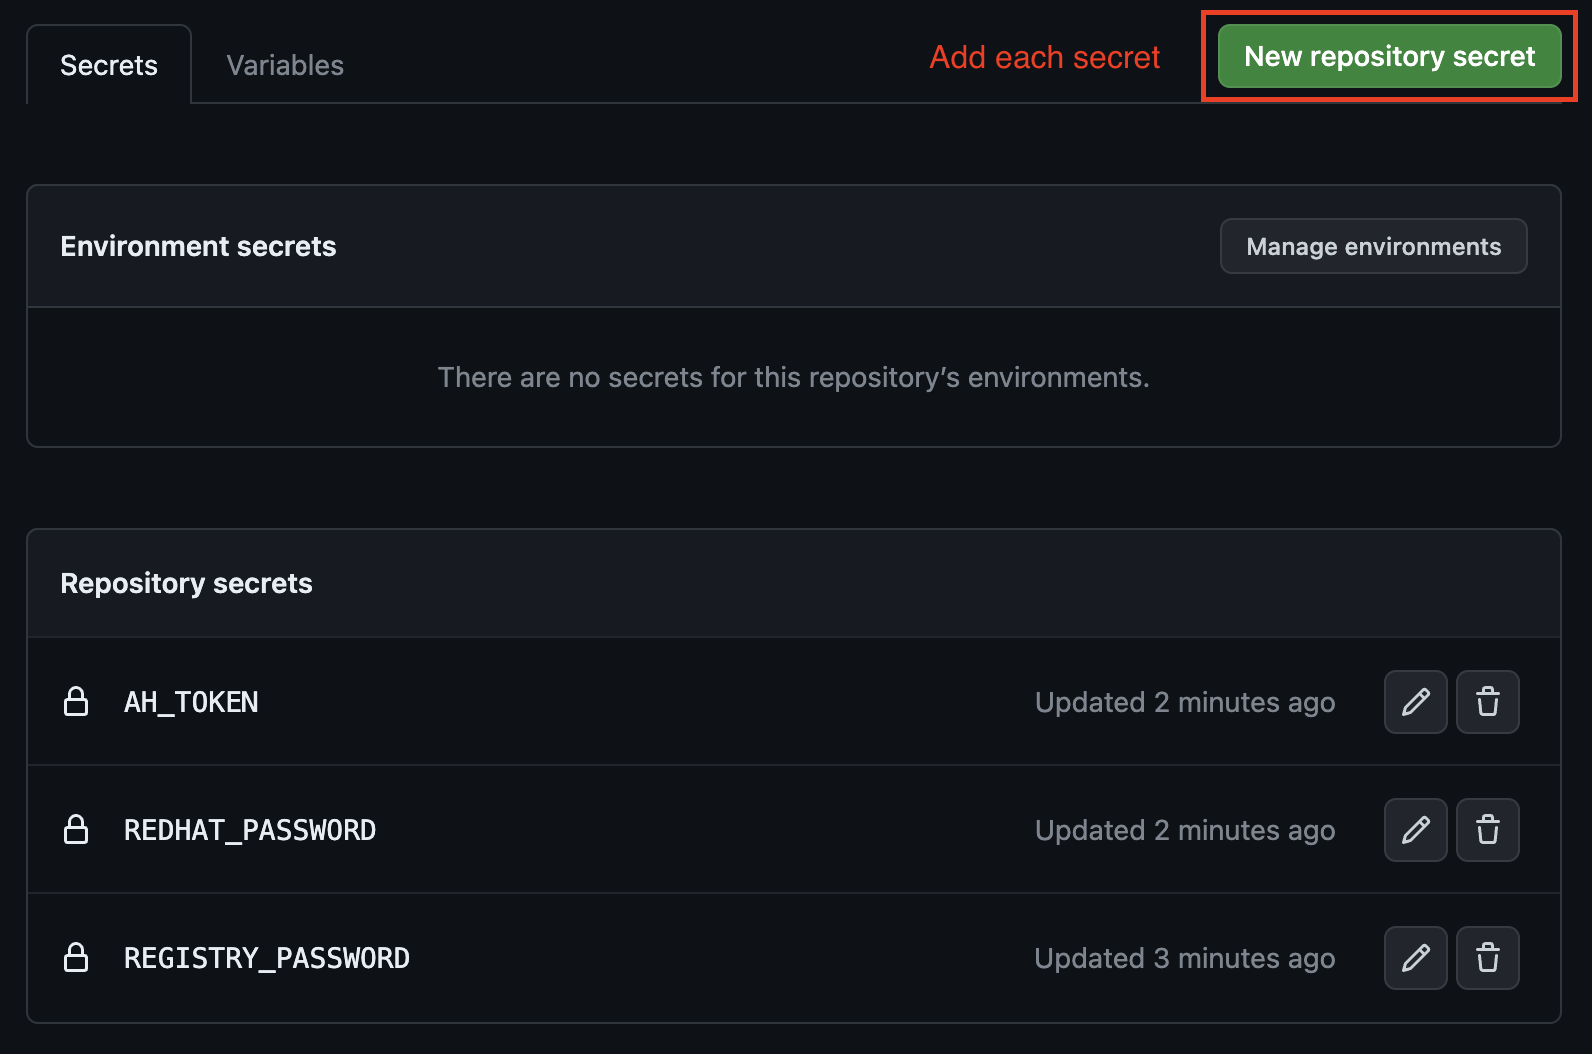 Secrets
Variables
Add each secret
New repository secret
Environment secrets
Manage environments
There are no secrets for this repository’s environments.
Repository secrets
AH_TOKEN
Updated 2 minutes ago
REDHAT_PASSWORD
Updated 2 minutes ago
REGISTRY_PASSWORD
Updated 3 minutes ago